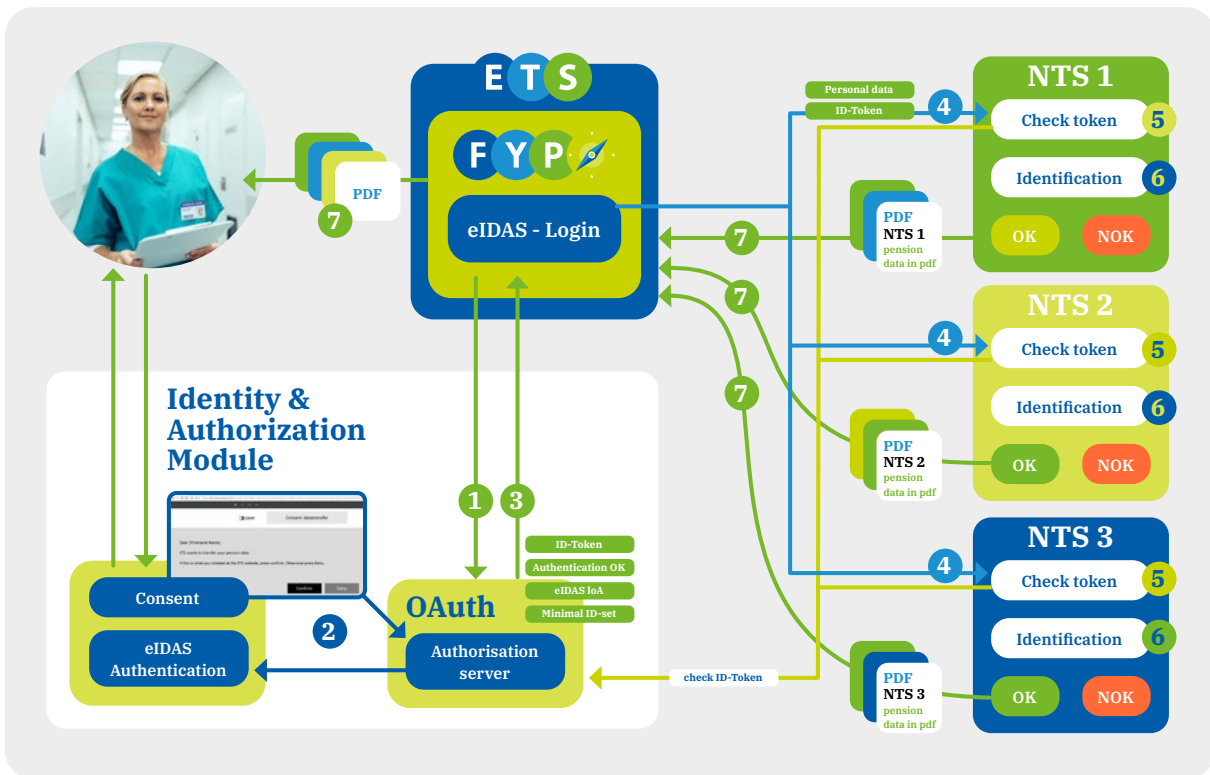 ETS
FYP
eIDAS - Login
PDF
7
Personal data
ID-Token
4
NTS 1
Check token
5
Identification
6
OK
NOK
PDF
NTS 1
pension
data in pdf
7
7
7
4
NTS 2
Check token
5
Identification
6
OK
NOK
PDF
NTS 2
pension
data in pdf
4
NTS 3
Check token
5
Identification
6
OK
NOK
PDF
NTS 3
pension
data in pdf
Identity &
Authorization
Module
1
3
ID-Token
Authentication OK
eIDAS loA
Minimal ID-set
Consent datatransfer
Consent
eIDAS
Authentication
2
OAuth
Authorisation
server
check ID-Token